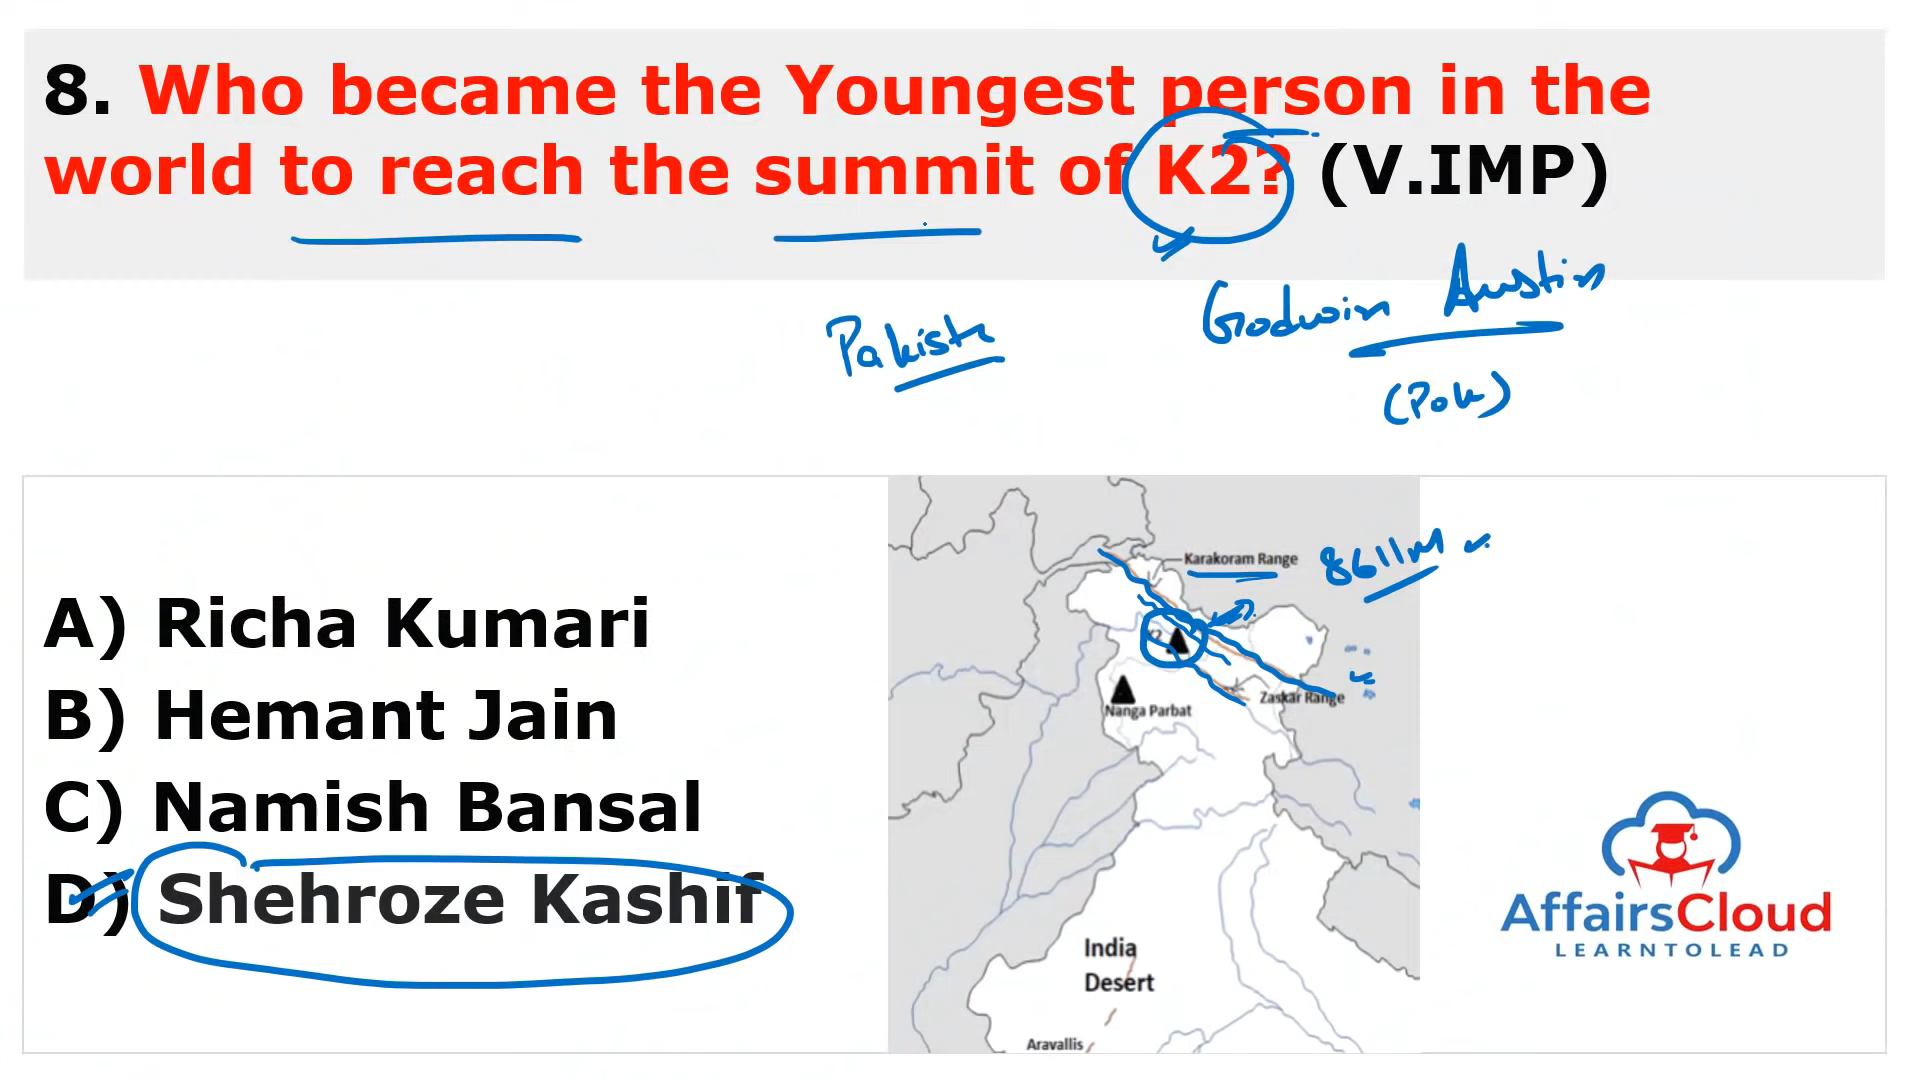 8. Who became the Youngest person in the
world to reach the summit of K2? (V.IMP)
Godwin Austin
Pakist
(Pok)
Karakoram Range
8611M
A) Richa Kumari
K2
B) Hemant Jain
Zaskar Range
Nanga Parbat
C) Namish Bansal
D) Shehroze Kashif
AffairsCloud
LEARNTOLEAD
India
Desert
Aravallis